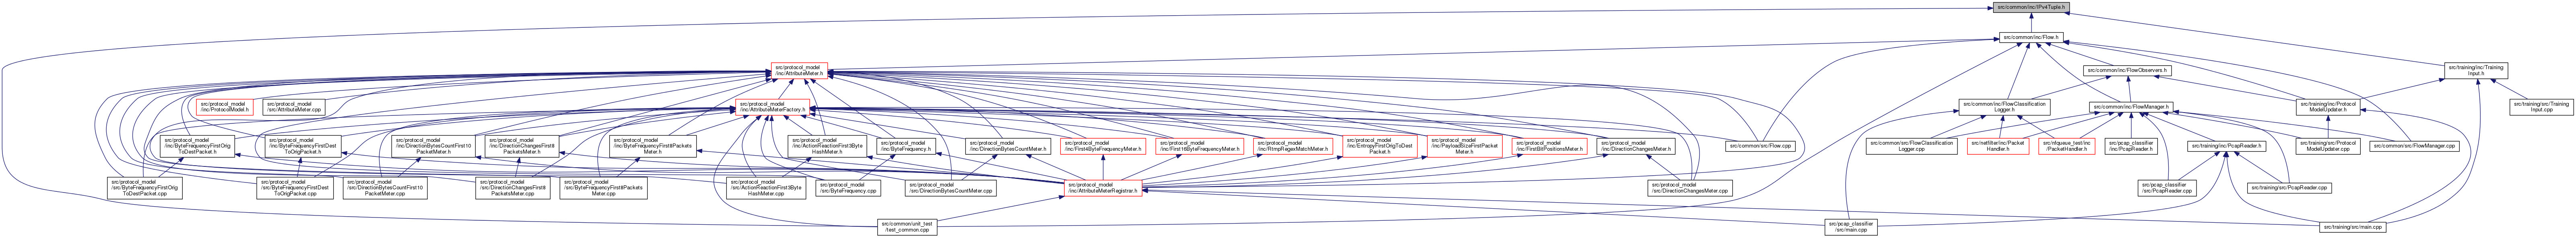 src/common/inc/IPv4Tuple.h
src/common/inc/Flow.h
src/protocol_model
/inc/AttributeMeter.h
src/common/inc/FlowObservers.h
src/training/inc/Training
Input.h
src/protocol_model
/inc/ProtocolModel.h
src/protocol_model
/src/AttributeMeter.cpp
src/protocol_model
/inc/AttributeMeterFactory.h
src/common/inc/FlowClassification
Logger.h
src/common/inc/FlowManager.h
src/training/inc/Protocol
ModelUpdater.h
src/training/src/Training
Input.cpp
src/protocol_model
/inc/ByteFrequencyFirstOrig
ToDestPacket.h
src/protocol_model
/inc/ByteFrequencyFirstDest
ToOrigPacket.h
src/protocol_model
/inc/DirectionBytesCountFirst10
PacketMeter.h
src/protocol_model
/inc/DirectionChangesFirst8
PacketsMeter.h
src/protocol_model
/inc/ByteFrequencyFirst8Packets
Meter.h
src/protocol_model
/inc/ActionReactionFirst3Byte
HashMeter.h
src/protocol_model
/inc/ByteFrequency.h
src/protocol_model
/inc/DirectionBytesCountMeter.h
src/protocol_model
/inc/First4ByteFrequencyMeter.h
src/protocol_model
/inc/First16ByteFrequencyMeter.h
src/protocol_model
/inc/RtmpRegexMatchMeter.h
src/protocol_model
/inc/EntropyFirstOrigToDest
Packet.h
src/protocol_model
/inc/PayloadSizeFirstPacket
Meter.h
src/protocol_model
/inc/FirstBitPositionsMeter.h
src/protocol_model
/inc/DirectionChangesMeter.h
src/common/src/Flow.cpp
src/common/src/FlowClassification
Logger.cpp
src/netfilter/inc/Packet
Handler.h
src/nfqueue_test/inc
/PacketHandler.h
src/pcap_classifier
/inc/PcapReader.h
src/training/inc/PcapReader.h
src/training/src/Protocol
ModelUpdater.cpp
src/common/src/FlowManager.cpp
src/protocol_model
/src/ByteFrequencyFirstOrig
ToDestPacket.cpp
src/protocol_model
/src/ByteFrequencyFirstDest
ToOrigPacket.cpp
src/protocol_model
/src/DirectionBytesCountFirst10
PacketMeter.cpp
src/protocol_model
/src/DirectionChangesFirst8
PacketsMeter.cpp
src/protocol_model
/src/ByteFrequencyFirst8Packets
Meter.cpp
src/protocol_model
/src/ActionReactionFirst3Byte
HashMeter.cpp
src/protocol_model
/src/ByteFrequency.cpp
src/protocol_model
/src/DirectionBytesCountMeter.cpp
src/protocol_model
/inc/AttributeMeterRegistrar.h
src/protocol_model
/src/DirectionChangesMeter.cpp
src/pcap_classifier
/src/PcapReader.cpp
src/training/src/PcapReader.cpp
src/common/unit_test
/test_common.cpp
src/pcap_classifier
/src/main.cpp
src/training/src/main.cpp